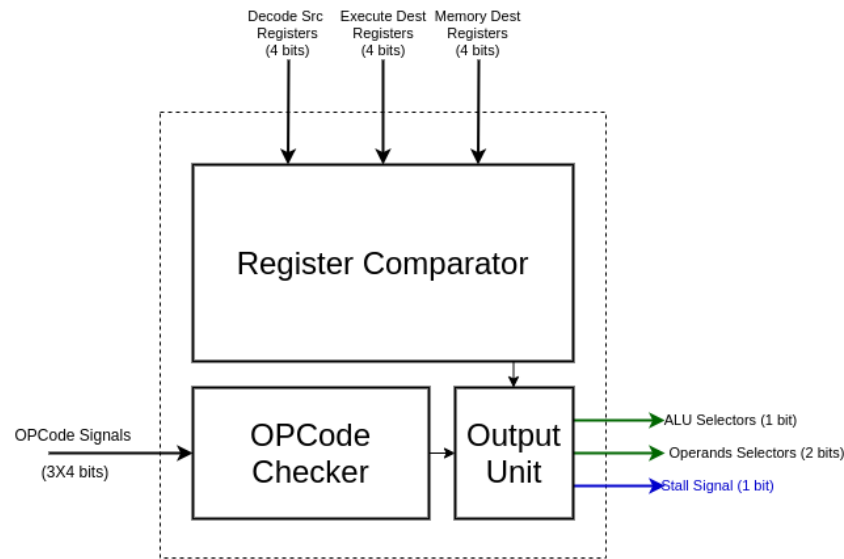 Decode Src
Registers
(4 bits)
Execute Dest
Registers
(4 bits)
Memory Dest
Registers
(4 bits)
Register Comparator
OPCode Signals
(3X4 bits)
OPCode
Checker
Output
Unit
ALU Selectors (1 bit)
Operands Selectors (2 bits)
Stall Signal (1 bit)